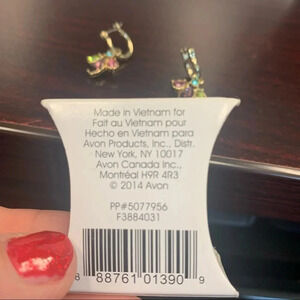 Made in Vietnam for
Fait au Vietnam pour
Hecho en Vietnam para
Avon Products, Inc., Distr.
New York, NY 10017
Avon Canada Inc.,
Montréal H9R 4R3
© 2014 Avon
PP#5077956
F3884031
8 88761 01390 9